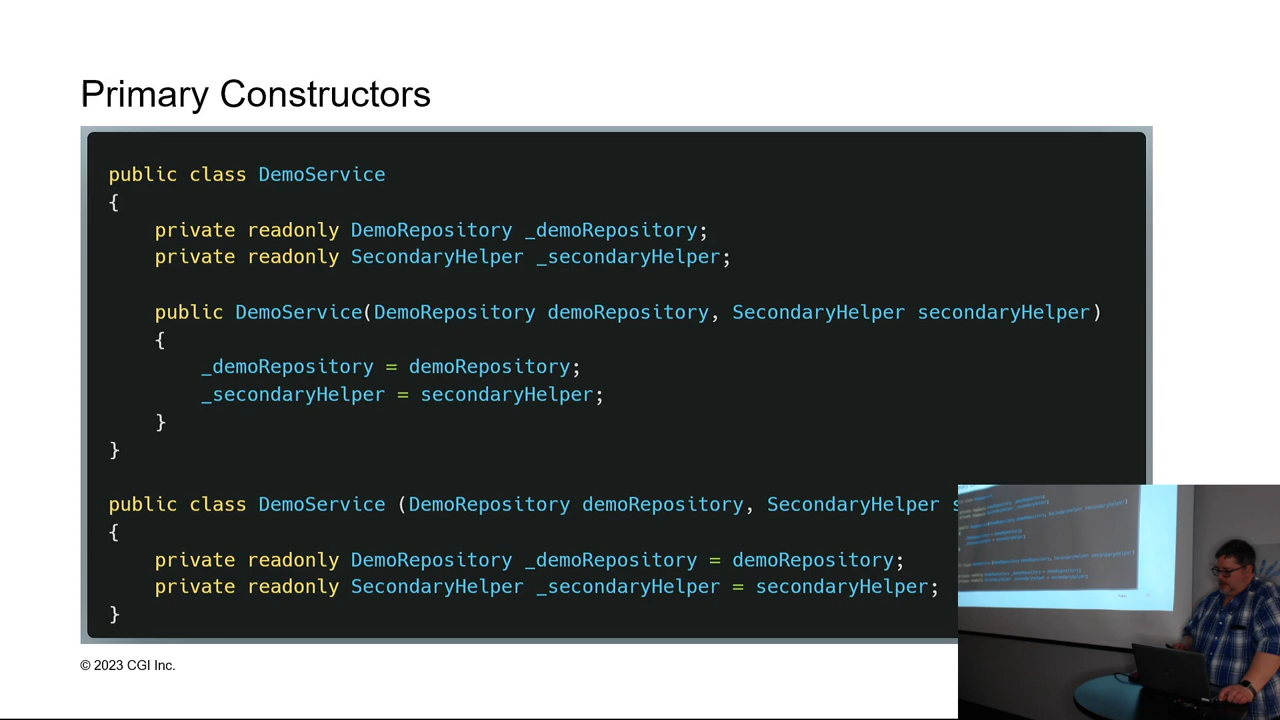 Primary Constructors
public class DemoService
{
private readonly DemoRepository _demoRepository;
private readonly SecondaryHelper _secondaryHelper;
public DemoService(DemoRepository demoRepository, SecondaryHelper secondaryHelper)
{
_demoRepository = demoRepository;
_secondaryHelper = secondaryHelper;
}
}
public class DemoService (DemoRepository demoRepository, SecondaryHelper
{
private readonly DemoRepository _demoRepository = demoRepository;
private readonly SecondaryHelper _secondaryHelper = secondaryHelper;
}
© 2023 CGI Inc.